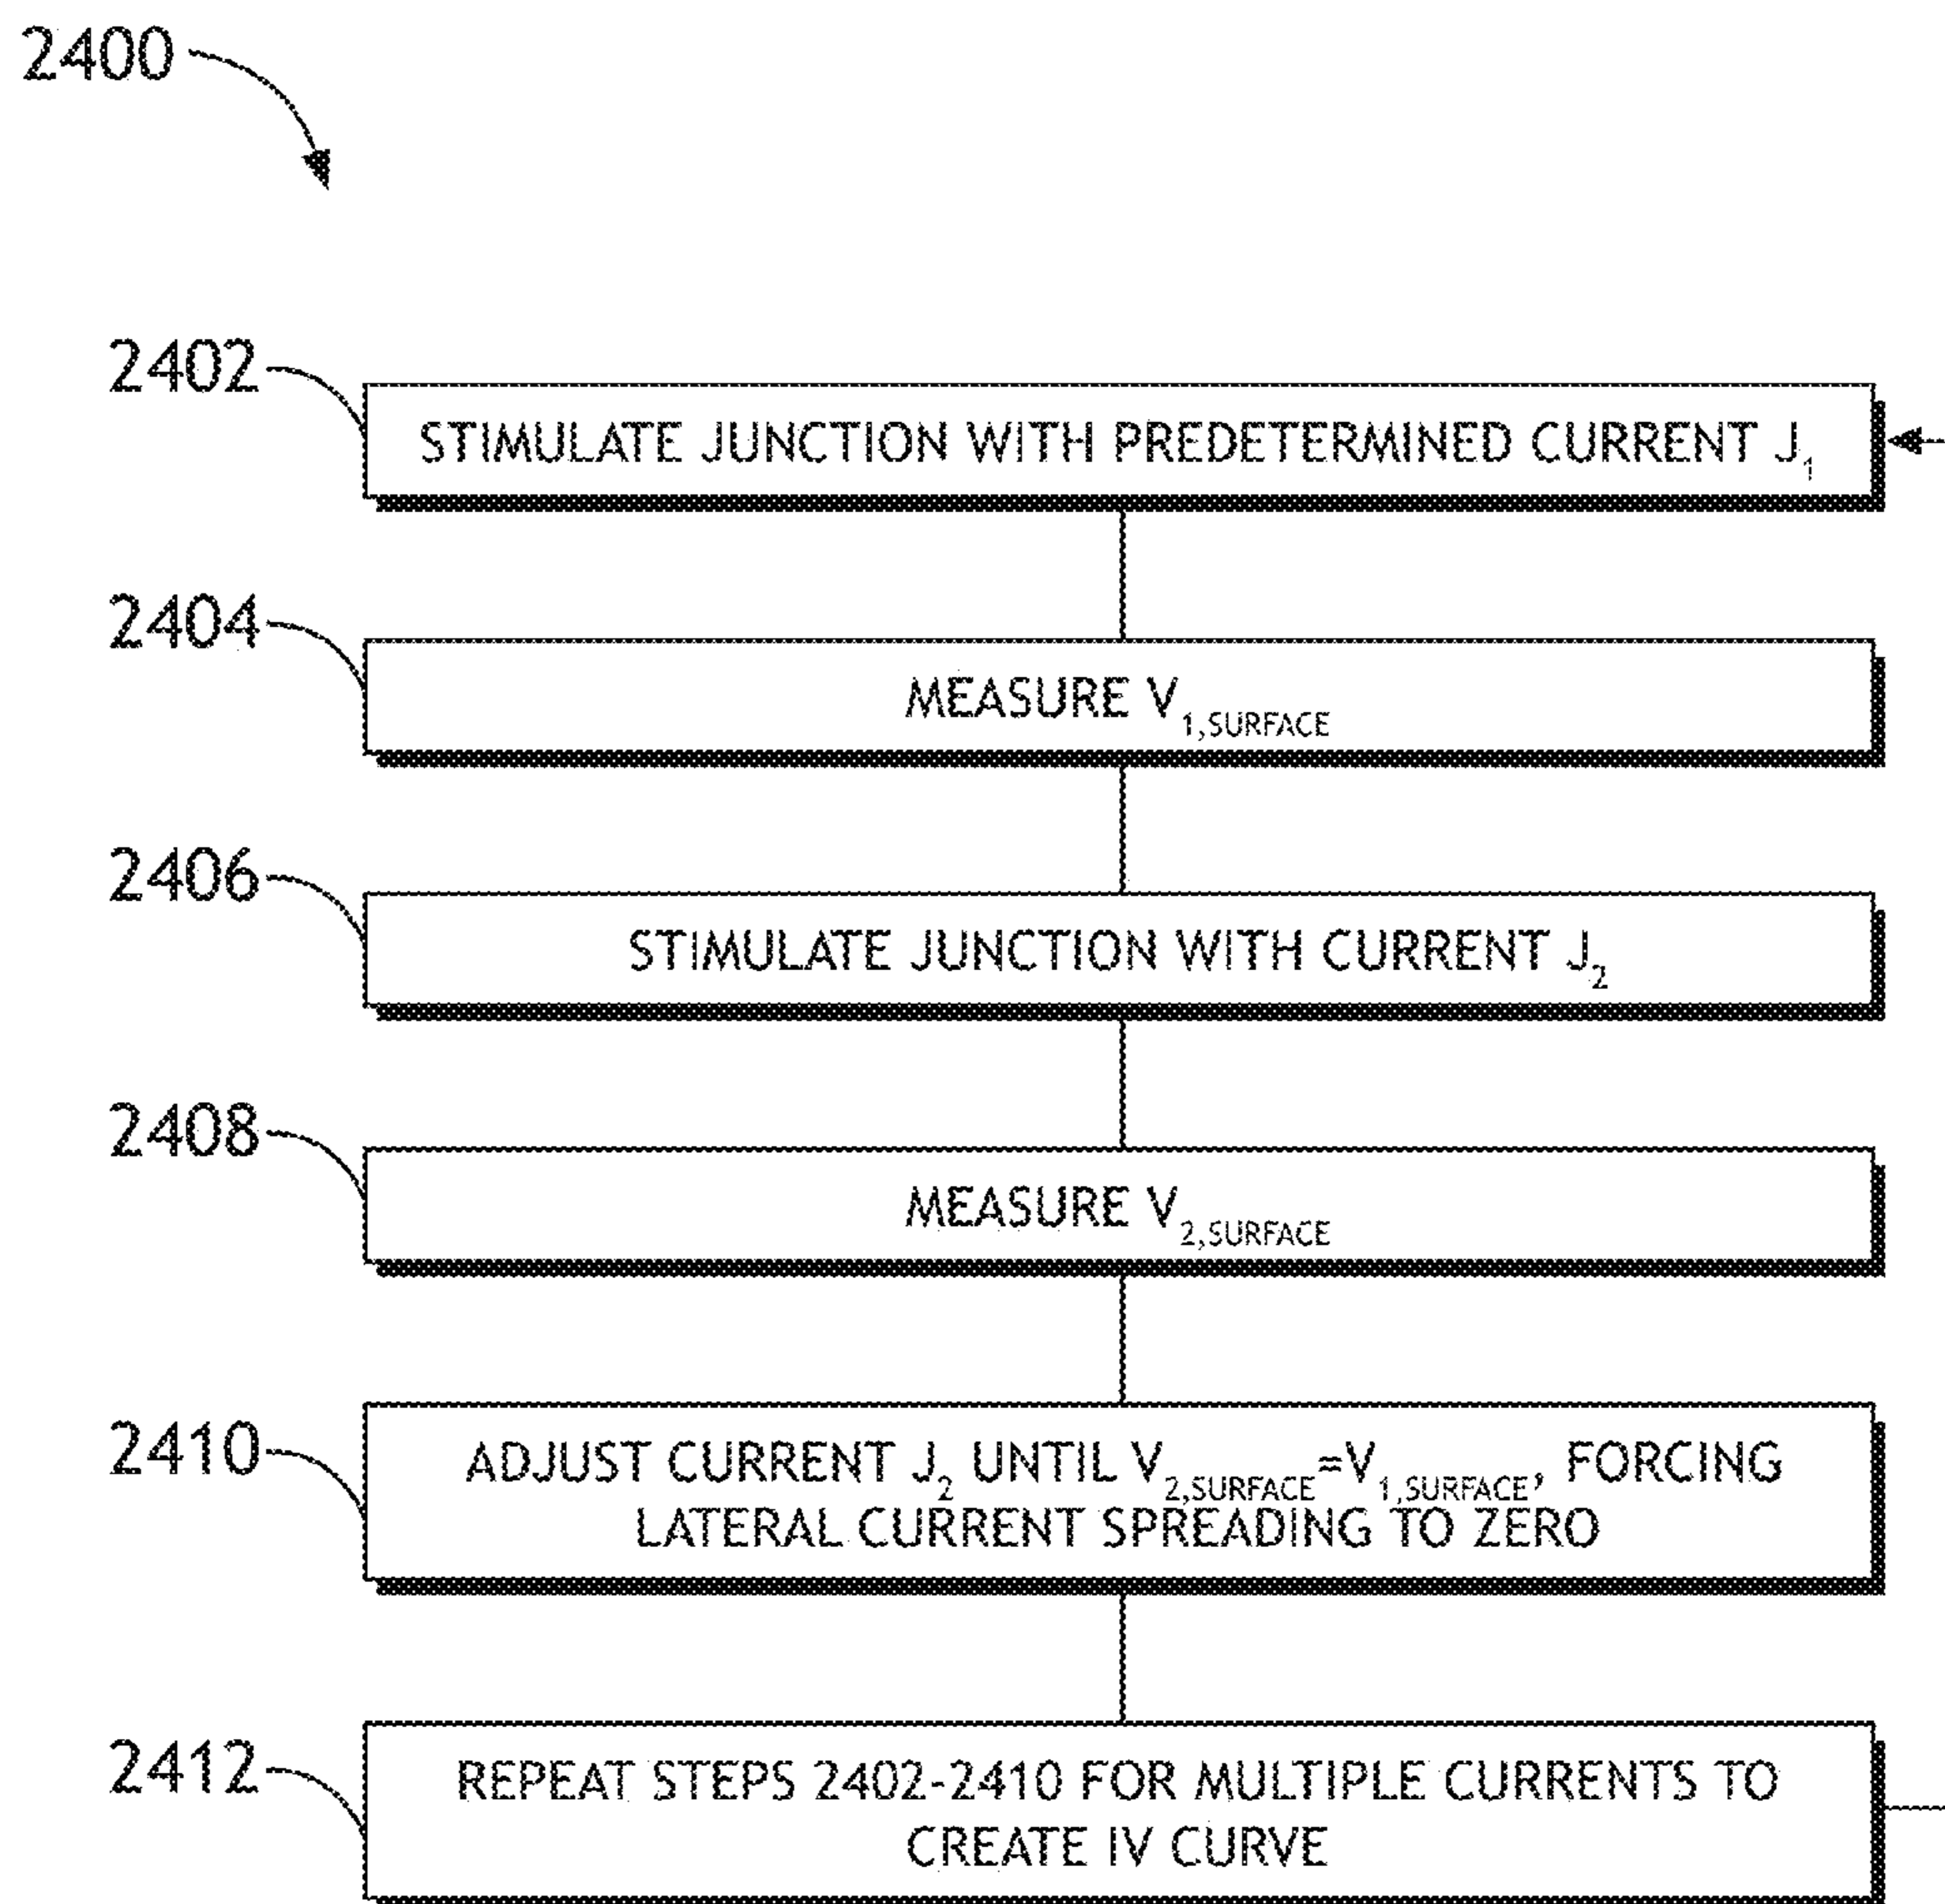 2400
2402
STIMULATE JUNCTION WITH PREDETERMINED CURRENT J₁
2404
MEASURE V₁,SURFACE
2406
STIMULATE JUNCTION WITH CURRENT J₂
2408
MEASURE V₂,SURFACE
2410
ADJUST CURRENT J₂ UNTIL V₂,SURFACE=V₁,SURFACE, FORCING
LATERAL CURRENT SPREADING TO ZERO
2412
REPEAT STEPS 2402-2410 FOR MULTIPLE CURRENTS TO
CREATE IV CURVE